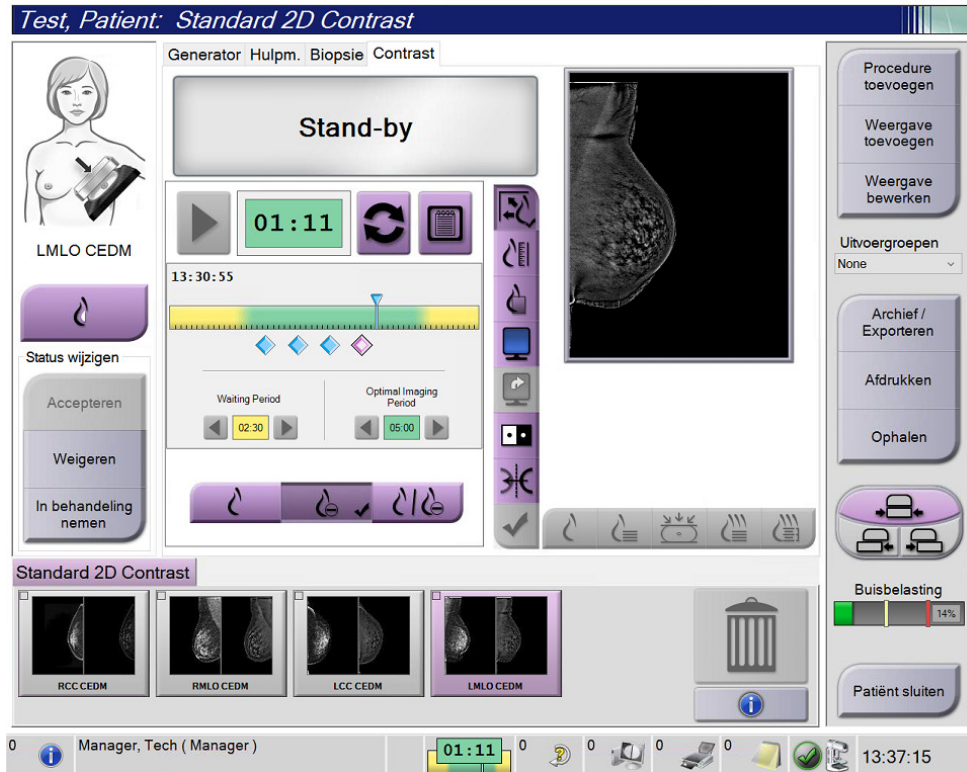 Test, Patient: Standard 2D Contrast
LMLO CEDM
Status wijzigen
Accepteren
Weigeren
In behandeling
nemen
Generator Hulpm. Biopsie Contrast
Stand-by
01:11
13:30:55
Waiting Period
02:30
Optimal Imaging
Period
05:00
Procedure
toevoegen
Weergave
toevoegen
Weergave
bewerken
Uitvoergroepen
None
Archief /
Exporteren
Afdrukken
Ophalen
Buisbelasting
14%
Patiënt sluiten
Standard 2D Contrast
RCC CEDM
RMLO CEDM
LCC CEDM
LMLO CEDM
0 Manager, Tech ( Manager ) 01:11 0 0 0 0 13:37:15